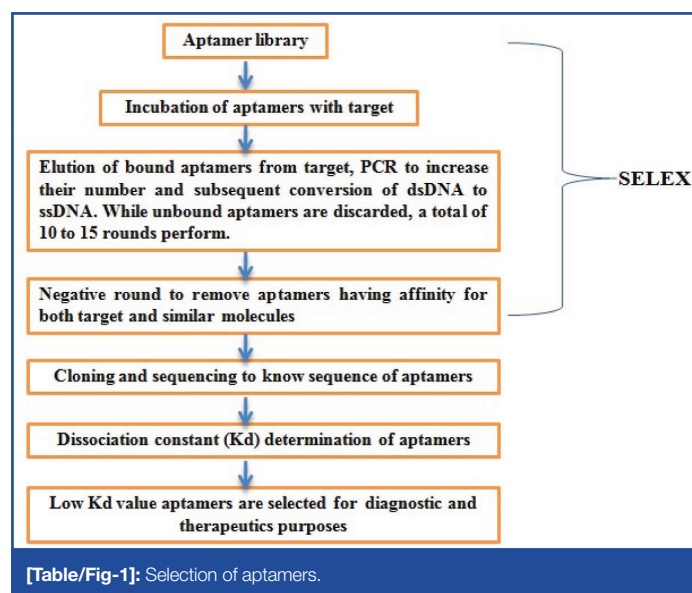 Aptamer library
Incubation of aptamers with target
Elution of bound aptamers from target, PCR to increase
their number and subsequent conversion of dsDNA to
ssDNA. While unbound aptamers are discarded, a total of
10 to 15 rounds perform.
SELEX
Negative round to remove aptamers having affinity for
both target and similar molecules
Cloning and sequencing to know sequence of aptamers
Dissociation constant (Kd) determination of aptamers
Low Kd value aptamers are selected for diagnostic and
therapeutics purposes
[Table/Fig-1]: Selection of aptamers.